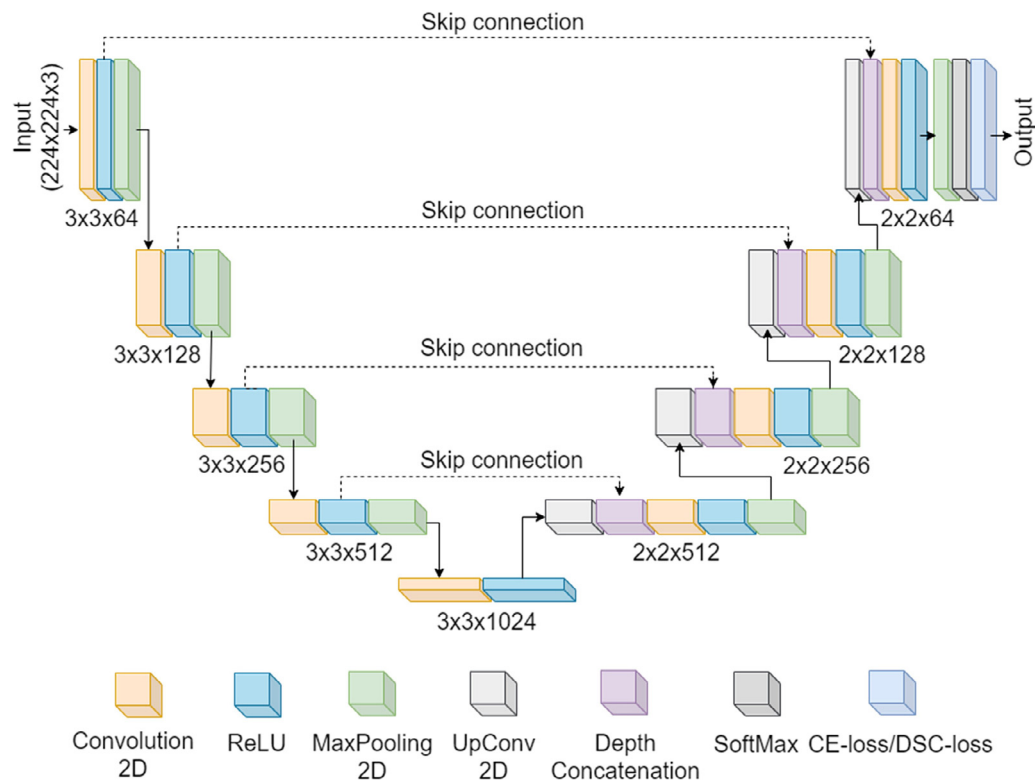 Skip connection
Input
(224x224x3)
Output
3x3x64
2x2x64
Skip connection
3x3x128
2x2x128
Skip connection
3x3x256
2x2x256
Skip connection
3x3x512
2x2x512
3x3x1024
Convolution
2D
ReLU
MaxPooling
2D
UpConv
2D
Depth
Concatenation
SoftMax
CE-loss/DSC-loss